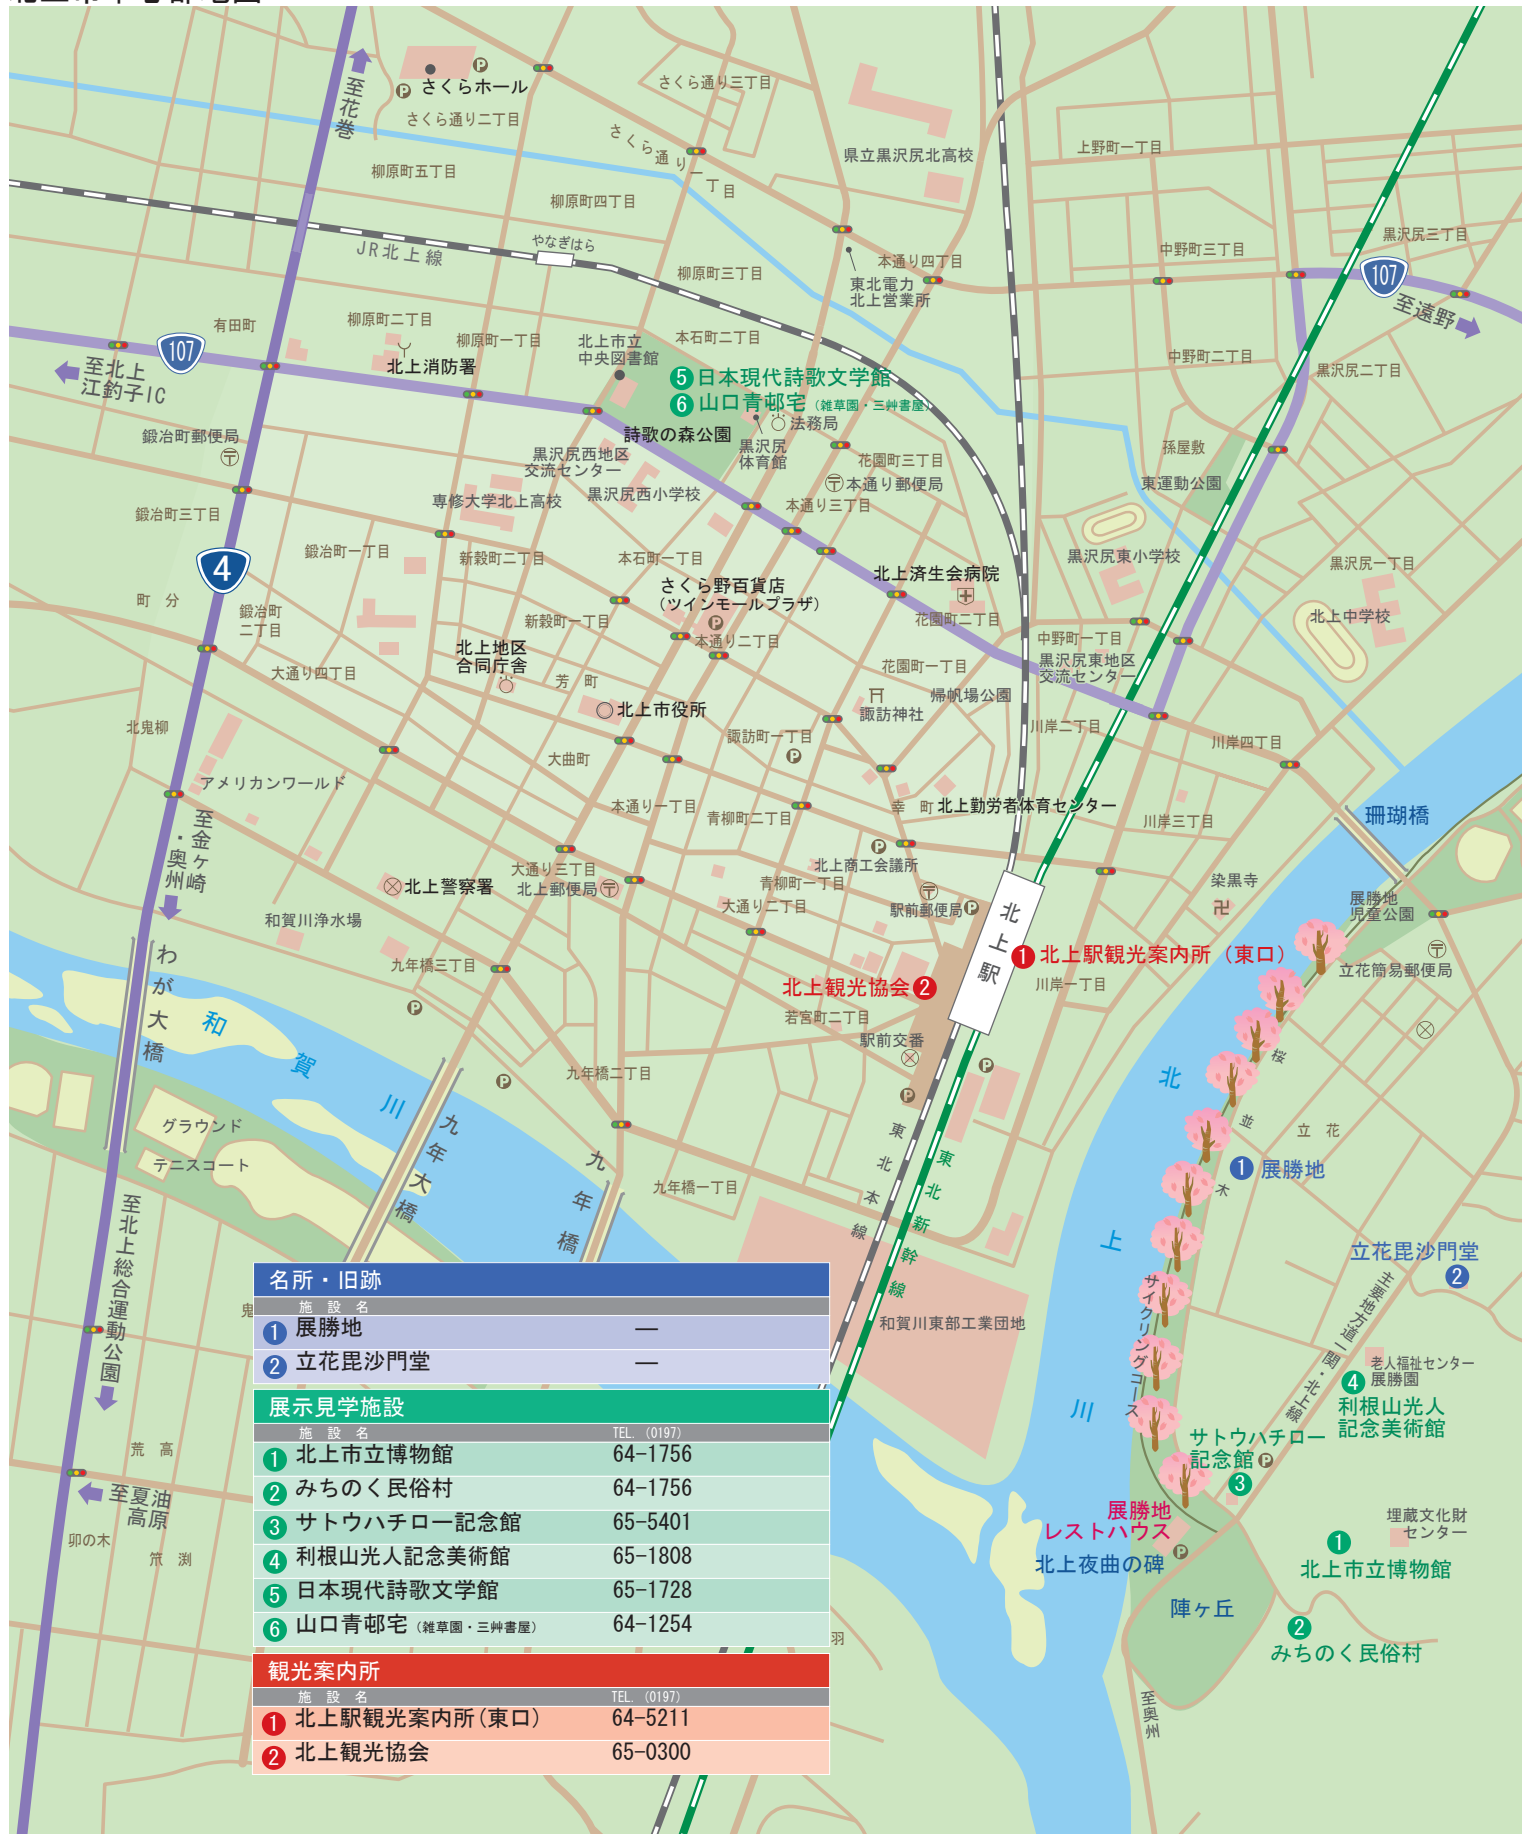 至花巻
さくらホール
さくら通り二丁目
さくら通り三丁目
さくら通り一丁目
県立黒沢尻北高校
上野町一丁目
柳原町五丁目
柳原町四丁目
JR北上線
やなぎはら
柳原町三丁目
本通り四丁目
東北電力
北上営業所
中野町三丁目
黒沢尻三丁目
107
至遠野
有田町
107
至北上
江釣子IC
柳原町二丁目
柳原町一丁目
北上消防署
北上市立
中央図書館
本石町二丁目
5 日本現代詩歌文学館
6 山口青邨宅(雑草園・三艸書屋)
中野町二丁目
黒沢尻二丁目
鍛冶町郵便局
詩歌の森公園
黒沢尻
体育館
法務局
花園町三丁目
孫屋敷
東運動公園
黒沢尻西地区
交流センター
黒沢尻西小学校
専修大学北上高校
本通り郵便局
本通り三丁目
鍛冶町三丁目
4
鍛冶町一丁目
新穀町二丁目
本石町一丁目
さくら野百貨店
(ツインモールプラザ)
北上済生会病院
黒沢尻東小学校
黒沢尻一丁目
北上中学校
町分
鍛冶町
二丁目
新穀町一丁目
本通り二丁目
花園町二丁目
花園町一丁目
中野町一丁目
黒沢尻東地区
交流センター
大通り四丁目
北上地区
合同庁舎
芳町
北上市役所
諏訪神社
帰帆場公園
川岸二丁目
川岸四丁目
北鬼柳
アメリカンワールド
大曲町
諏訪町一丁目
至金ヶ崎
・奥州
本通り一丁目
青柳町二丁目
幸町
北上勤労者体育センター
川岸三丁目
珊瑚橋
大通り三丁目
北上郵便局
北上商工会議所
青柳町一丁目
大通り二丁目
駅前郵便局
北上警察署
和賀川浄水場
染黒寺
展勝地
児童公園
立花簡易郵便局
北上駅
1 北上駅観光案内所(東口)
北上観光協会 2
川岸一丁目
若宮町二丁目
駅前交番
九年橋三丁目
九年橋二丁目
九年橋一丁目
わが大橋
和賀川
九年大橋
九年橋
グラウンド
テニスコート
至北上総合運動公園
東北本線
東北新幹線
和賀川東部工業団地
北上川
桜並木
立花
1 展勝地
サイクリングコース
立花毘沙門堂
2
主要地方道一関・北上線
老人福祉センター
展勝園
4 利根山光人
記念美術館
サトウハチロー
記念館
3
展勝地
レストハウス
北上夜曲の碑
埋蔵文化財
センター
1
北上市立博物館
陣ヶ丘
2
みちのく民俗村
至奥州
荒高
至夏油
高原
卯の木
笊渕
鬼
羽
名所・旧跡
施設名
1 展勝地 —
2 立花毘沙門堂 —
展示見学施設
施設名 TEL. (0197)
1 北上市立博物館 64-1756
2 みちのく民俗村 64-1756
3 サトウハチロー記念館 65-5401
4 利根山光人記念美術館 65-1808
5 日本現代詩歌文学館 65-1728
6 山口青邨宅(雑草園・三艸書屋) 64-1254
観光案内所
施設名 TEL. (0197)
1 北上駅観光案内所(東口) 64-5211
2 北上観光協会 65-0300